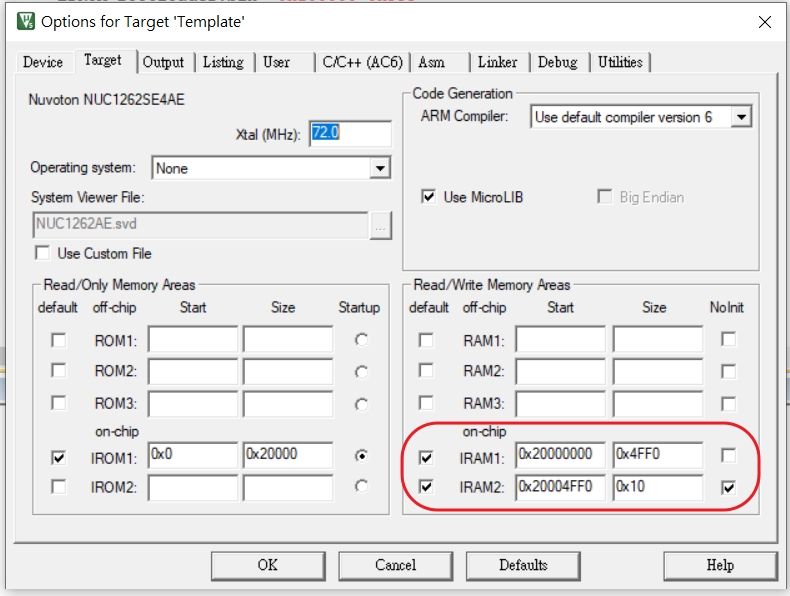 Options for Target 'Template'
Device Target Output Listing User C/C++ (AC6) Asm Linker Debug Utilities
Nuvoton NUC1262SE4AE
Xtal (MHz): 72.0
Operating system: None
System Viewer File:
NUC1262AE.svd ...
Use Custom File
Code Generation
ARM Compiler: Use default compiler version 6
Use MicroLIB Big Endian
Read/Only Memory Areas
default off-chip Start Size Startup
ROM1:
ROM2:
ROM3:
on-chip
IROM1: 0x0 0x20000
IROM2:
Read/Write Memory Areas
default off-chip Start Size NoInit
RAM1:
RAM2:
RAM3:
on-chip
IRAM1: 0x20000000 0x4FF0
IRAM2: 0x20004FF0 0x10
OK Cancel Defaults Help